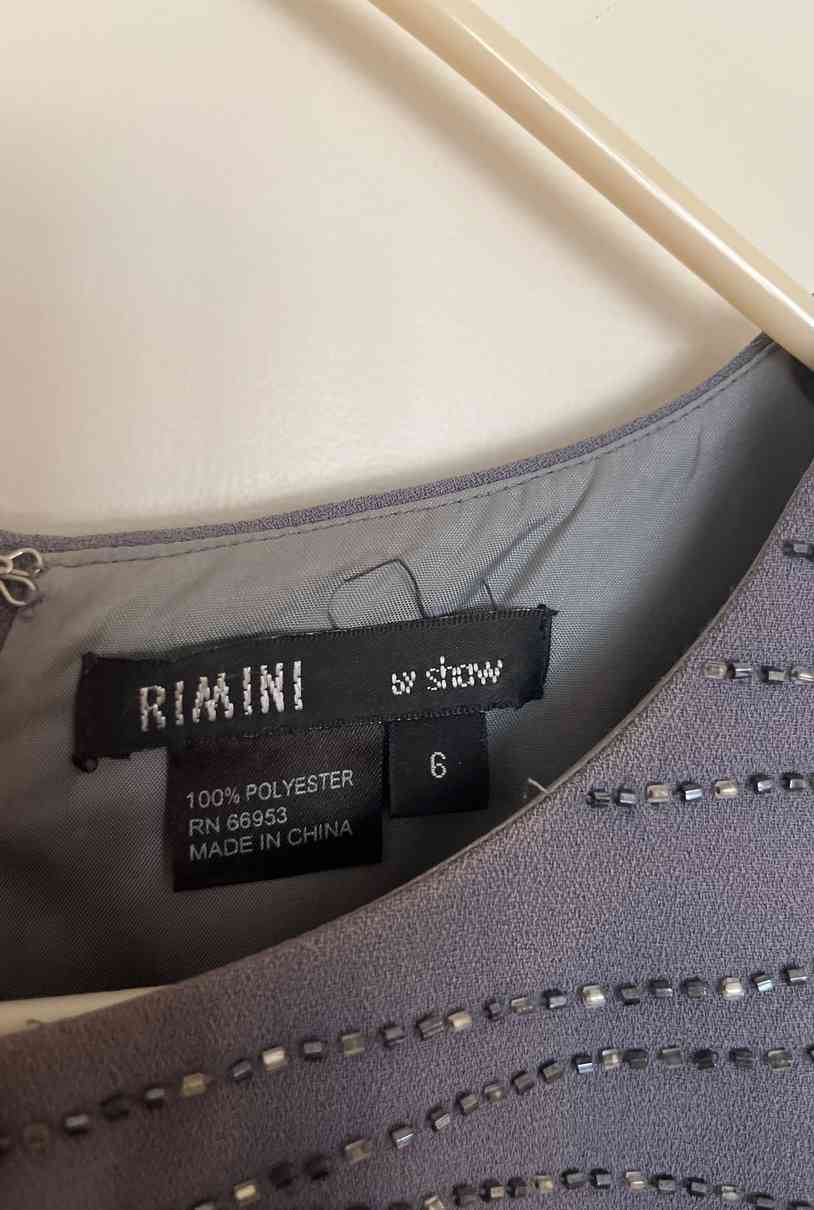 RIMINI by shaw
6
100% POLYESTER
RN 66953
MADE IN CHINA